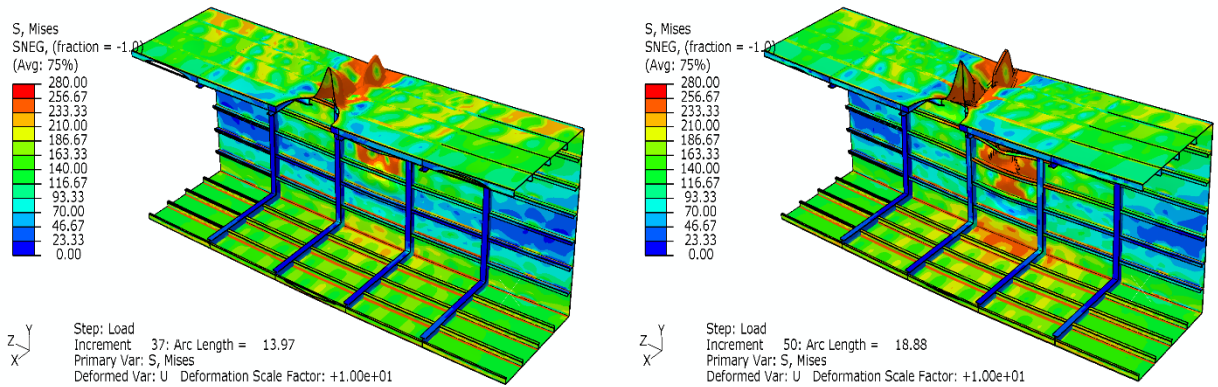 S, Mises
SNEG, (fraction = -1.0)
(Avg: 75%)
280.00
256.67
233.33
210.00
186.67
163.33
140.00
116.67
93.33
70.00
46.67
23.33
0.00
Y
Z
X
Step: Load
Increment 37: Arc Length = 13.97
Primary Var: S, Mises
Deformed Var: U Deformation Scale Factor: +1.00e+01
S, Mises
SNEG, (fraction = -1.0)
(Avg: 75%)
280.00
256.67
233.33
210.00
186.67
163.33
140.00
116.67
93.33
70.00
46.67
23.33
0.00
Y
Z
X
Step: Load
Increment 50: Arc Length = 18.88
Primary Var: S, Mises
Deformed Var: U Deformation Scale Factor: +1.00e+01